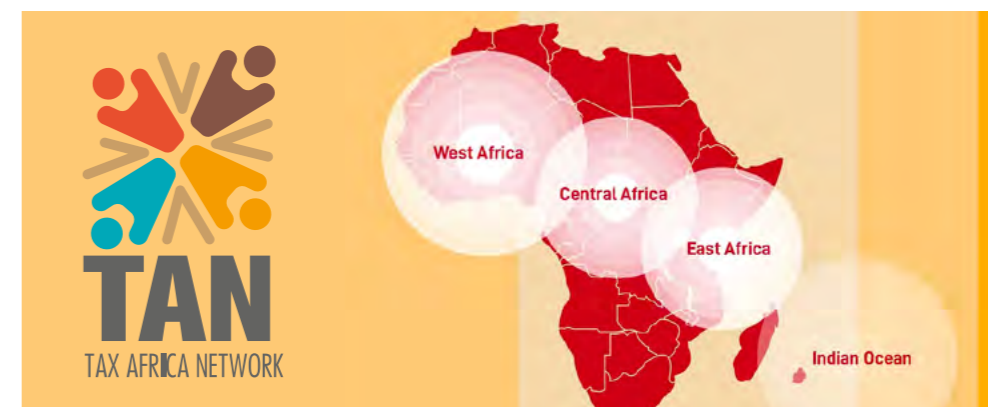 TAN
TAX AFRICA NETWORK
West Africa
Central Africa
East Africa
Indian Ocean